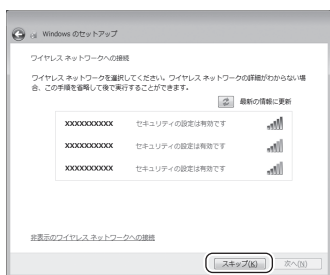 Windows のセットアップ
ワイヤレス ネットワークへの接続
ワイヤレス ネットワークを選択してください。ワイヤレス ネットワークの詳細がわからない場
合、この手順を省略して後で実行することができます。
最新の情報に更新
XXXXXXXXXX セキュリティの設定は有効です
XXXXXXXXXX セキュリティの設定は有効です
XXXXXXXXXX セキュリティの設定は有効です
非表示のワイヤレス ネットワークへの接続
スキップ(K) 次へ(N)